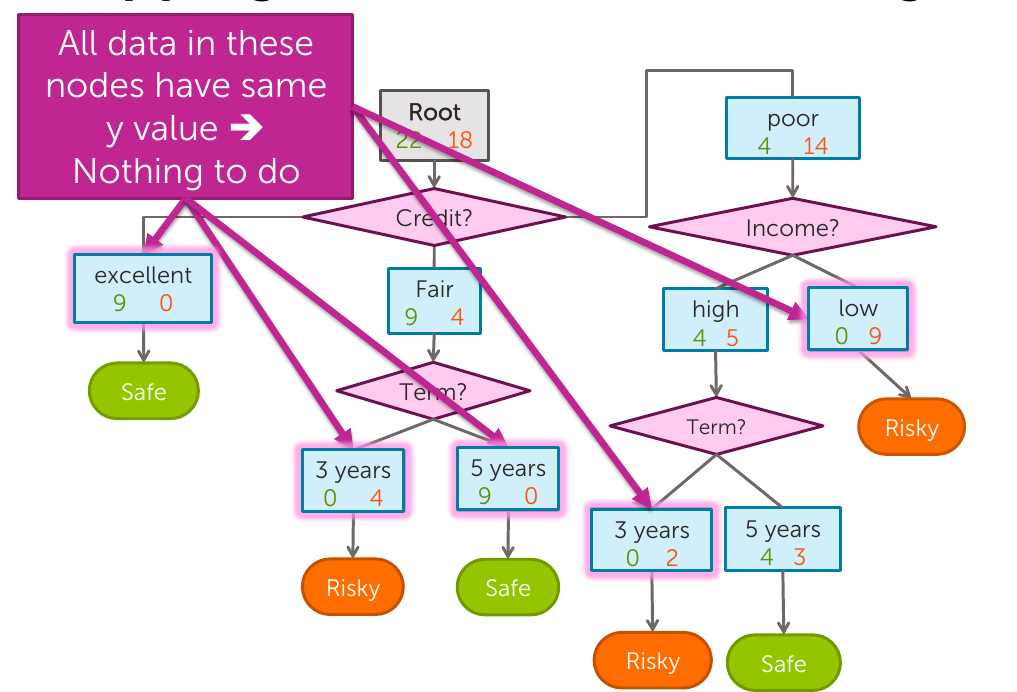 All data in these
nodes have same
y value ➔
Nothing to do
Root
22 18
poor
4 14
Credit?
Income?
excellent
9 0
Fair
9 4
high
4 5
low
0 9
Safe
Term?
Term?
Risky
3 years
0 4
5 years
9 0
3 years
0 2
5 years
4 3
Risky
Safe
Risky
Safe